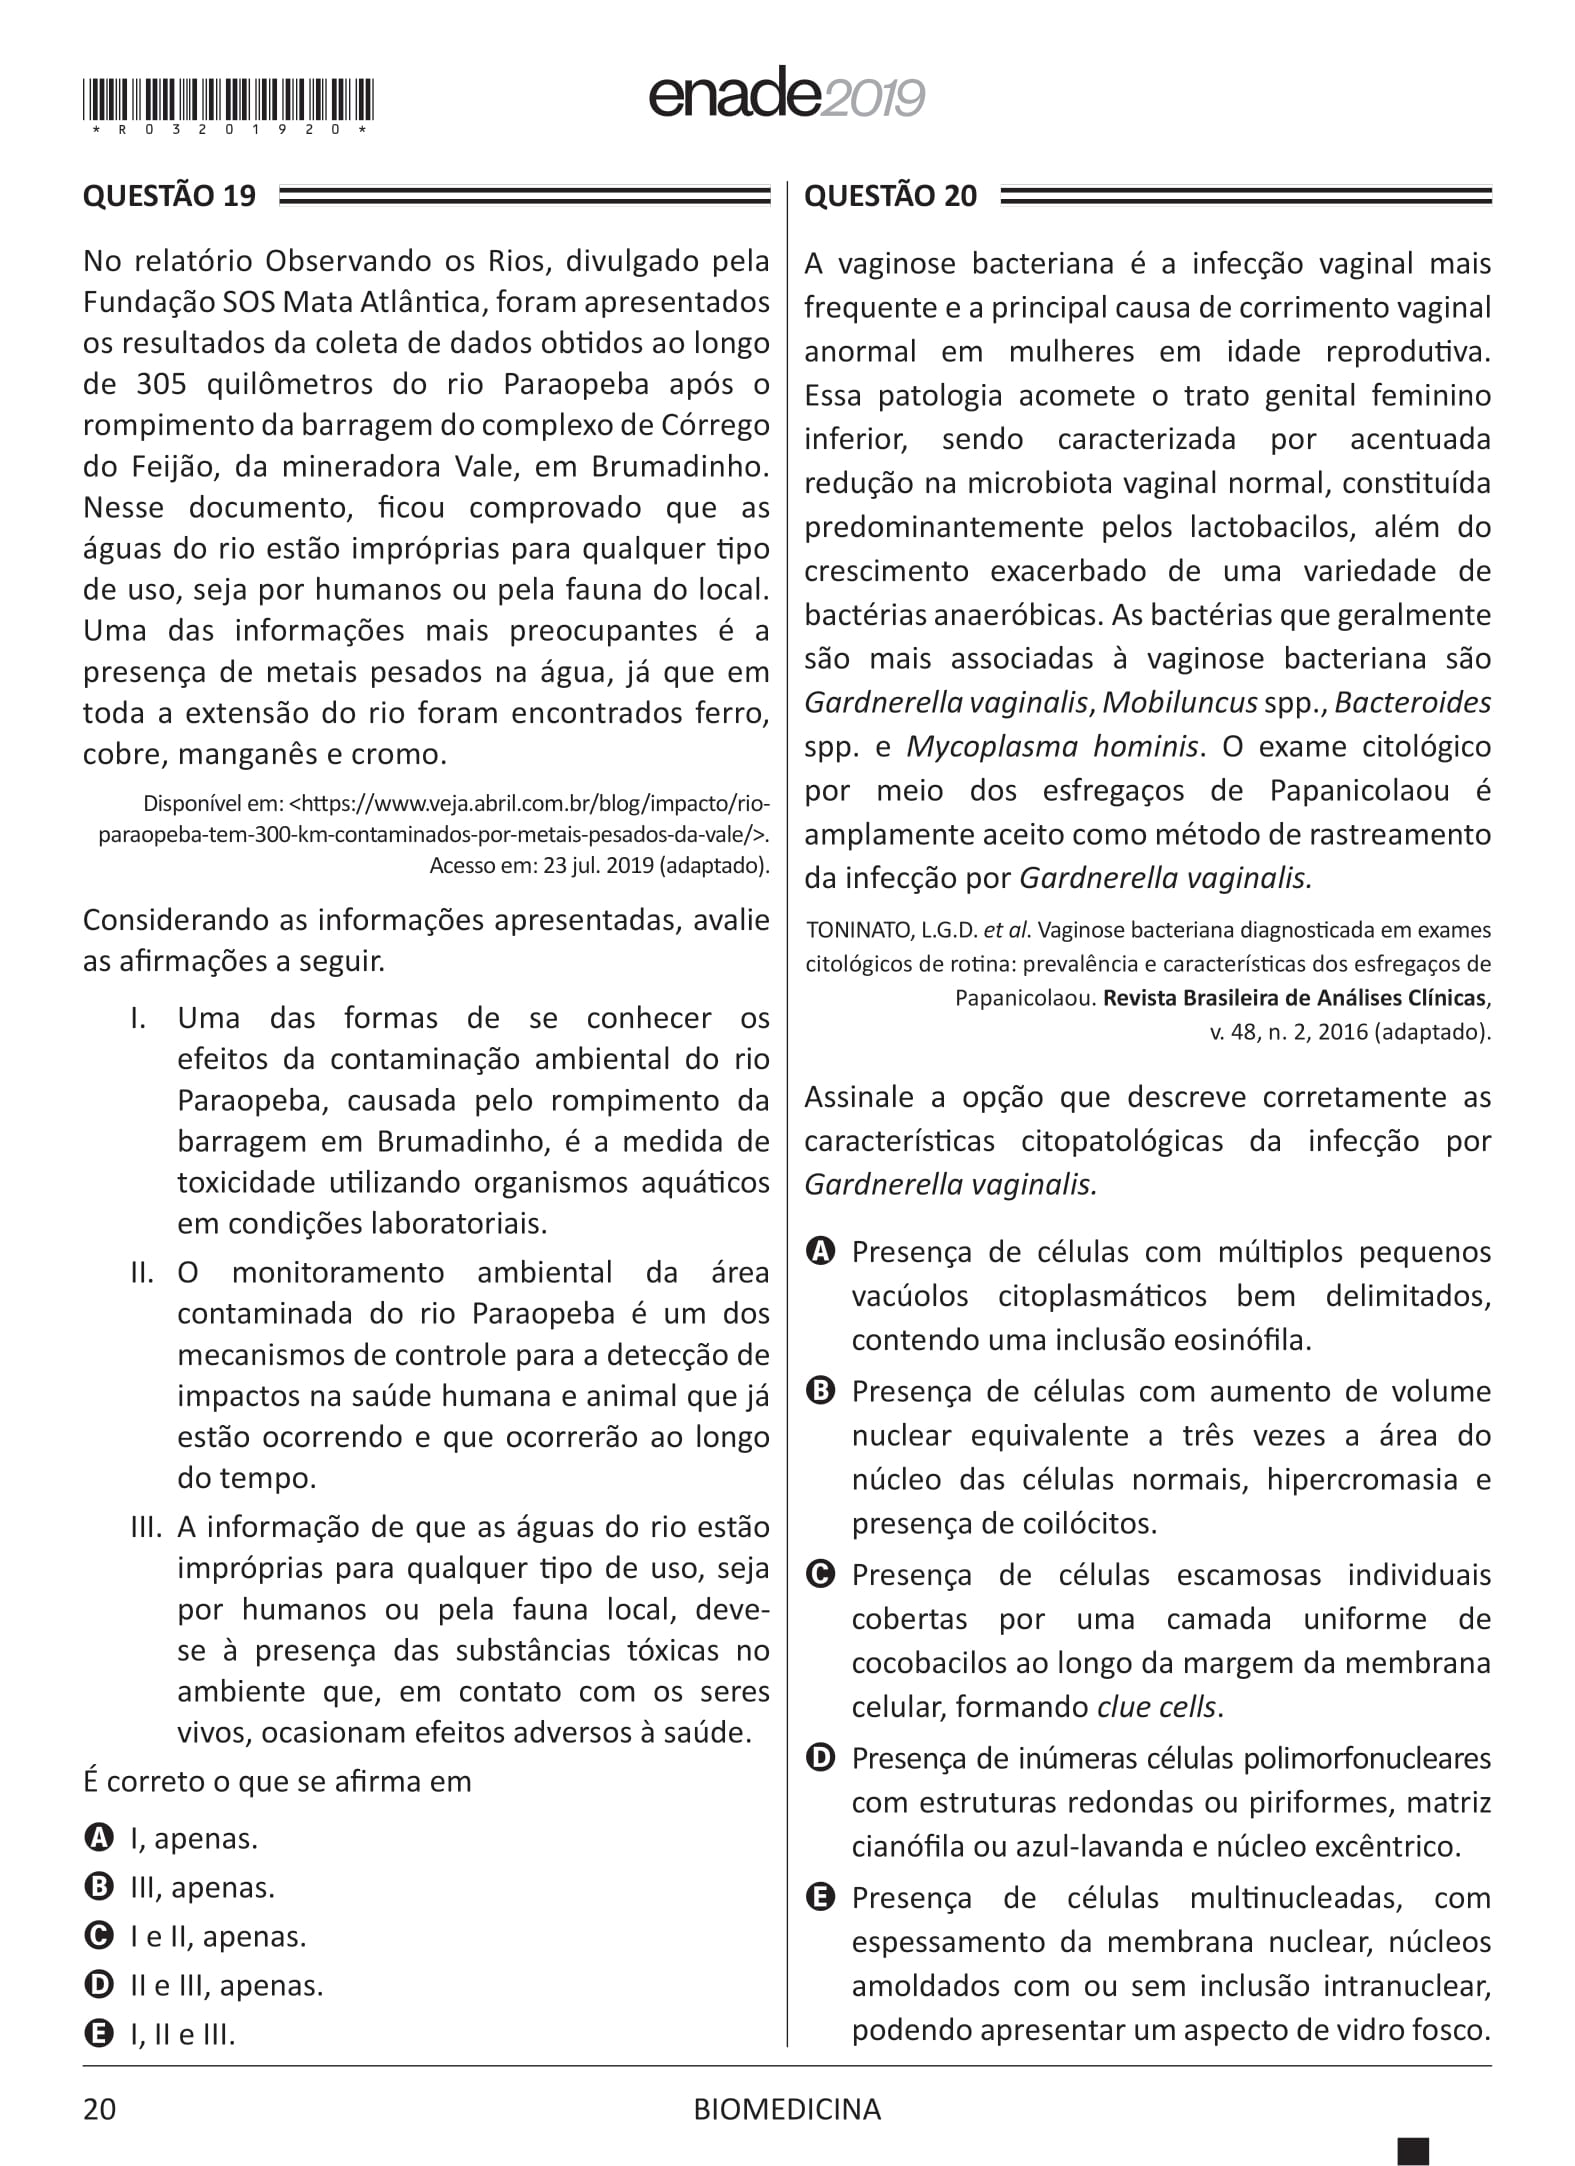 *R03201920*
enade2019
QUESTÃO 19
No relatório Observando os Rios, divulgado pela
Fundação SOS Mata Atlântica, foram apresentados
os resultados da coleta de dados obtidos ao longo
de 305 quilômetros do rio Paraopeba após o
rompimento da barragem do complexo de Córrego
do Feijão, da mineradora Vale, em Brumadinho.
Nesse documento, ficou comprovado que as
águas do rio estão impróprias para qualquer tipo
de uso, seja por humanos ou pela fauna do local.
Uma das informações mais preocupantes é a
presença de metais pesados na água, já que em
toda a extensão do rio foram encontrados ferro,
cobre, manganês e cromo.
Disponível em: <https://www.veja.abril.com.br/blog/impacto/rio-
paraopeba-tem-300-km-contaminados-por-metais-pesados-da-vale/>.
Acesso em: 23 jul. 2019 (adaptado).
Considerando as informações apresentadas, avalie
as afirmações a seguir.
I. Uma das formas de se conhecer os
efeitos da contaminação ambiental do rio
Paraopeba, causada pelo rompimento da
barragem em Brumadinho, é a medida de
toxicidade utilizando organismos aquáticos
em condições laboratoriais.
II. O monitoramento ambiental da área
contaminada do rio Paraopeba é um dos
mecanismos de controle para a detecção de
impactos na saúde humana e animal que já
estão ocorrendo e que ocorrerão ao longo
do tempo.
III. A informação de que as águas do rio estão
impróprias para qualquer tipo de uso, seja
por humanos ou pela fauna local, deve-
se à presença das substâncias tóxicas no
ambiente que, em contato com os seres
vivos, ocasionam efeitos adversos à saúde.
É correto o que se afirma em
A I, apenas.
B III, apenas.
C I e II, apenas.
D II e III, apenas.
E I, II e III.
QUESTÃO 20
A vaginose bacteriana é a infecção vaginal mais
frequente e a principal causa de corrimento vaginal
anormal em mulheres em idade reprodutiva.
Essa patologia acomete o trato genital feminino
inferior, sendo caracterizada por acentuada
redução na microbiota vaginal normal, constituída
predominantemente pelos lactobacilos, além do
crescimento exacerbado de uma variedade de
bactérias anaeróbicas. As bactérias que geralmente
são mais associadas à vaginose bacteriana são
Gardnerella vaginalis, Mobiluncus spp., Bacteroides
spp. e Mycoplasma hominis. O exame citológico
por meio dos esfregaços de Papanicolaou é
amplamente aceito como método de rastreamento
da infecção por Gardnerella vaginalis.
TONINATO, L.G.D. et al. Vaginose bacteriana diagnosticada em exames
citológicos de rotina: prevalência e características dos esfregaços de
Papanicolaou. Revista Brasileira de Análises Clínicas,
v. 48, n. 2, 2016 (adaptado).
Assinale a opção que descreve corretamente as
características citopatológicas da infecção por
Gardnerella vaginalis.
A Presença de células com múltiplos pequenos
vacúolos citoplasmáticos bem delimitados,
contendo uma inclusão eosinófila.
B Presença de células com aumento de volume
nuclear equivalente a três vezes a área do
núcleo das células normais, hipercromasia e
presença de coilócitos.
C Presença de células escamosas individuais
cobertas por uma camada uniforme de
cocobacilos ao longo da margem da membrana
celular, formando clue cells.
D Presença de inúmeras células polimorfonucleares
com estruturas redondas ou piriformes, matriz
cianófila ou azul-lavanda e núcleo excêntrico.
E Presença de células multinucleadas, com
espessamento da membrana nuclear, núcleos
amoldados com ou sem inclusão intranuclear,
podendo apresentar um aspecto de vidro fosco.
20
BIOMEDICINA